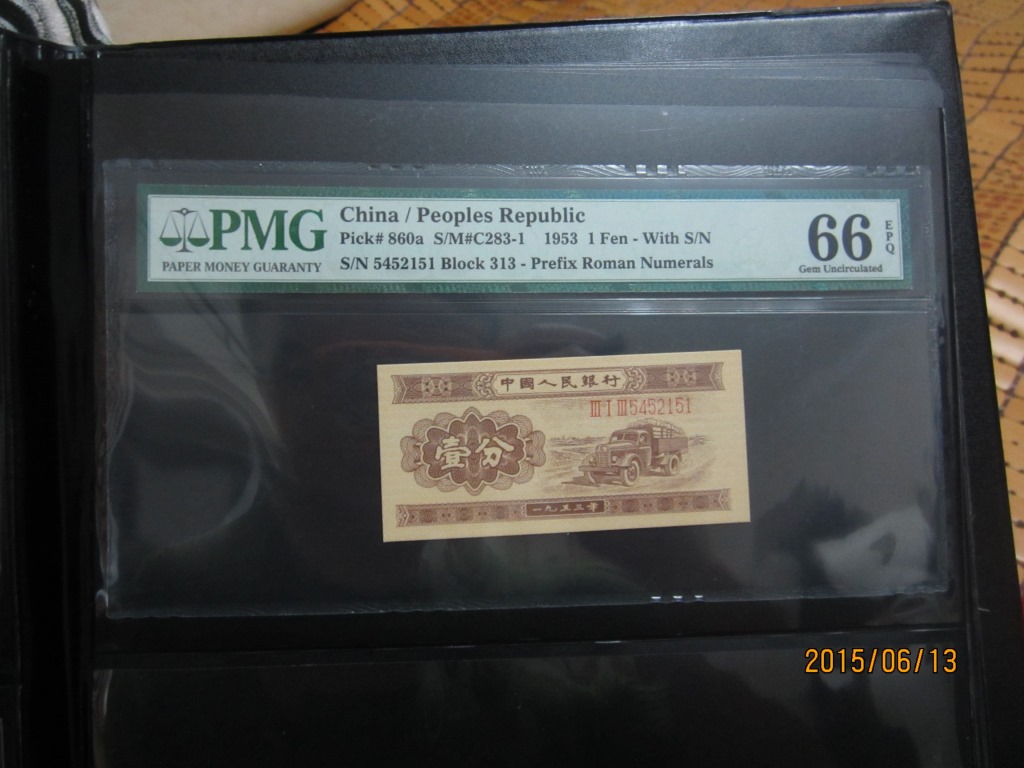 PMG
PAPER MONEY GUARANTY
China / Peoples Republic
Pick# 860a S/M#C283-1 1953 1 Fen - With S/N
S/N 5452151 Block 313 - Prefix Roman Numerals
66
EPQ
Gem Uncirculated
中國人民銀行
III I III 5452151
壹分
一九五三年
2015/06/13